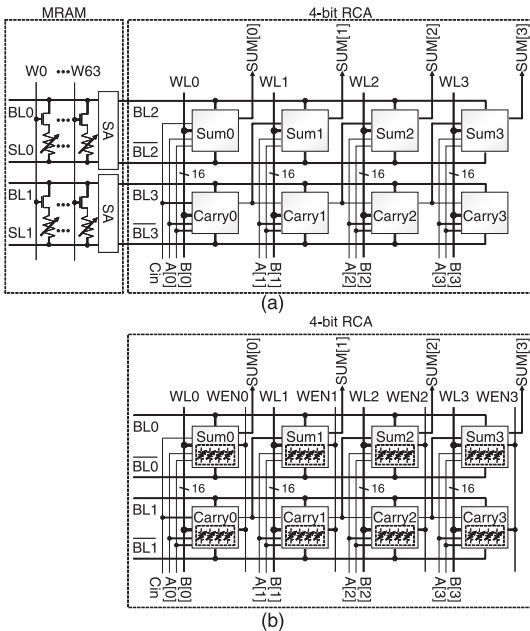 MRAM
4-bit RCA
W0 ••• W63
WL0 SUM[0] WL1 SUM[1] WL2 SUM[2] WL3 SUM[3]
BL0 ••• SA BL2 Sum0 Sum1 Sum2 Sum3
SL0 ••• BL2
16 16 16 16
BL1 ••• SA BL3 Carry0 Carry1 Carry2 Carry3
SL1 ••• BL3
Cin A[0] B[0] A[1] B[1] A[2] B[2] A[3] B[3]
(a)
4-bit RCA
WL0 WEN0 SUM[0] WL1 WEN1 SUM[1] WL2 WEN2 SUM[2] WL3 WEN3 SUM[3]
BL0 Sum0 Sum1 Sum2 Sum3
BL0
16 16 16 16
BL1 Carry0 Carry1 Carry2 Carry3
BL1
Cin A[0] B[0] A[1] B[1] A[2] B[2] A[3] B[3]
(b)